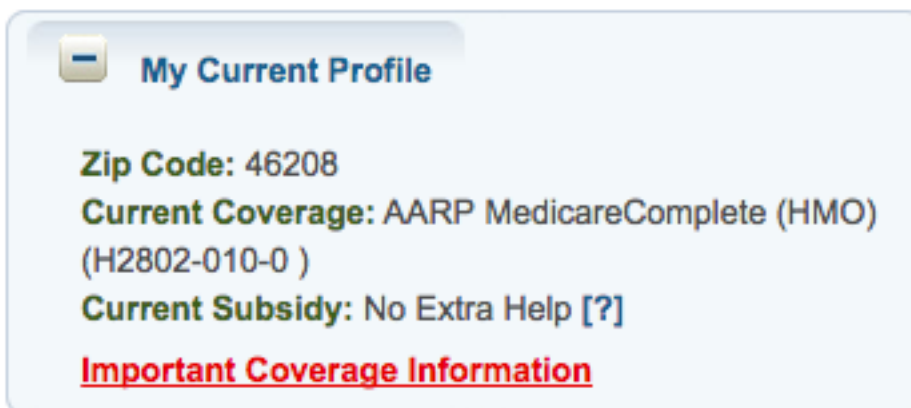 My Current Profile
Zip Code: 46208
Current Coverage: AARP MedicareComplete (HMO)
(H2802-010-0 )
Current Subsidy: No Extra Help [?]
Important Coverage Information